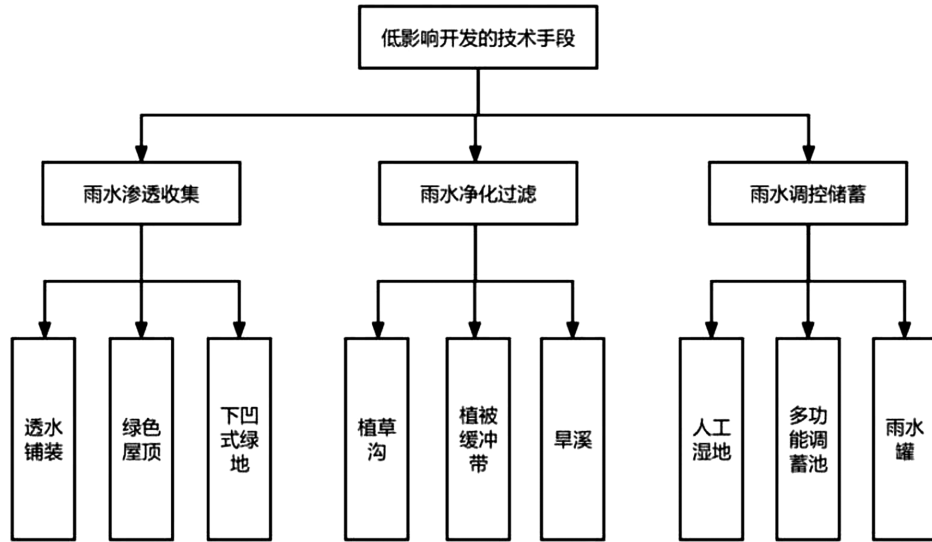 低影响开发的技术手段
雨水渗透收集
雨水净化过滤
雨水调控储蓄
透水
铺装
绿色
屋顶
下凹
式绿
地
植草
沟
植被
缓冲
带
旱溪
人工
湿地
多功
能调
蓄池
雨水
罐